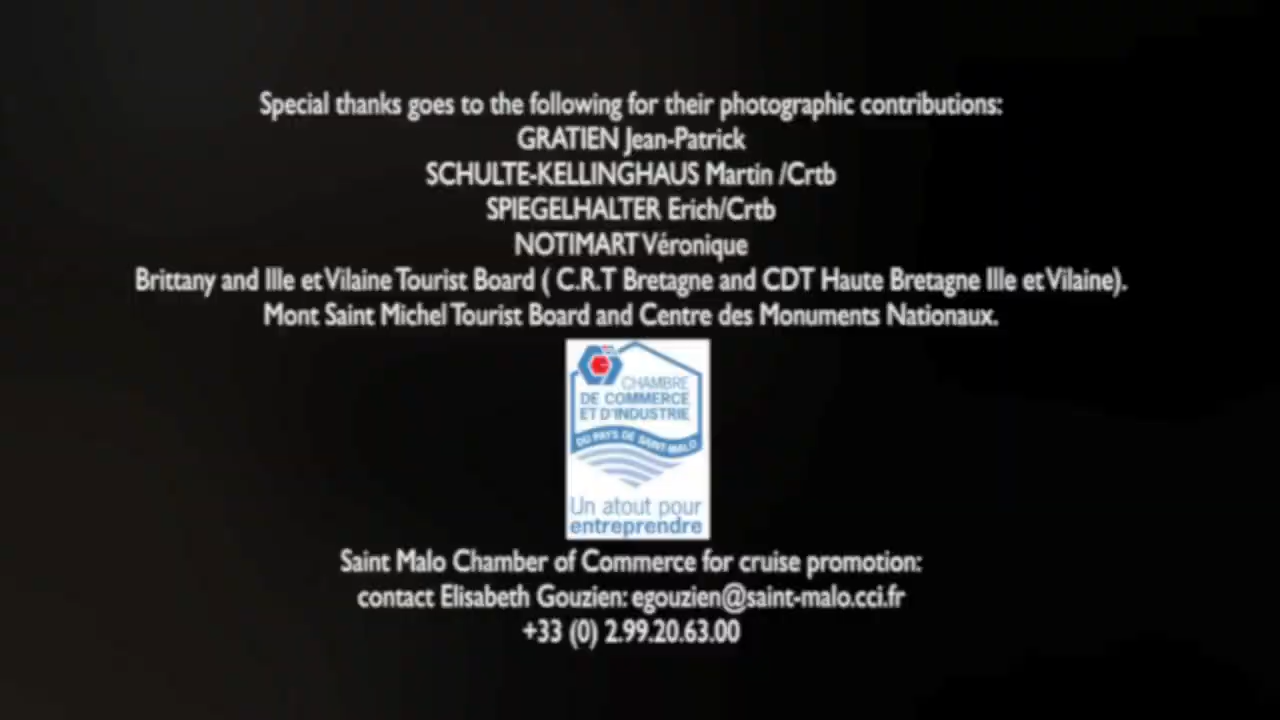 Special thanks goes to the following for their photographic contributions:
GRATIEN Jean-Patrick
SCHULTE-KELLINGHAUS Martin /Crtb
SPIEGELHALTER Erich/Crtb
NOTIMART Véronique
Brittany and Ille et Vilaine Tourist Board ( C.R.T Bretagne and CDT Haute Bretagne Ille et Vilaine).
Mont Saint Michel Tourist Board and Centre des Monuments Nationaux.
CHAMBRE
DE COMMERCE
ET D'INDUSTRIE
DU PAYS DE SAINT-MALO
Un atout pour
entreprendre
Saint Malo Chamber of Commerce for cruise promotion:
contact Elisabeth Gouzien: egouzien@saint-malo.cci.fr
+33 (0) 2.99.20.63.00